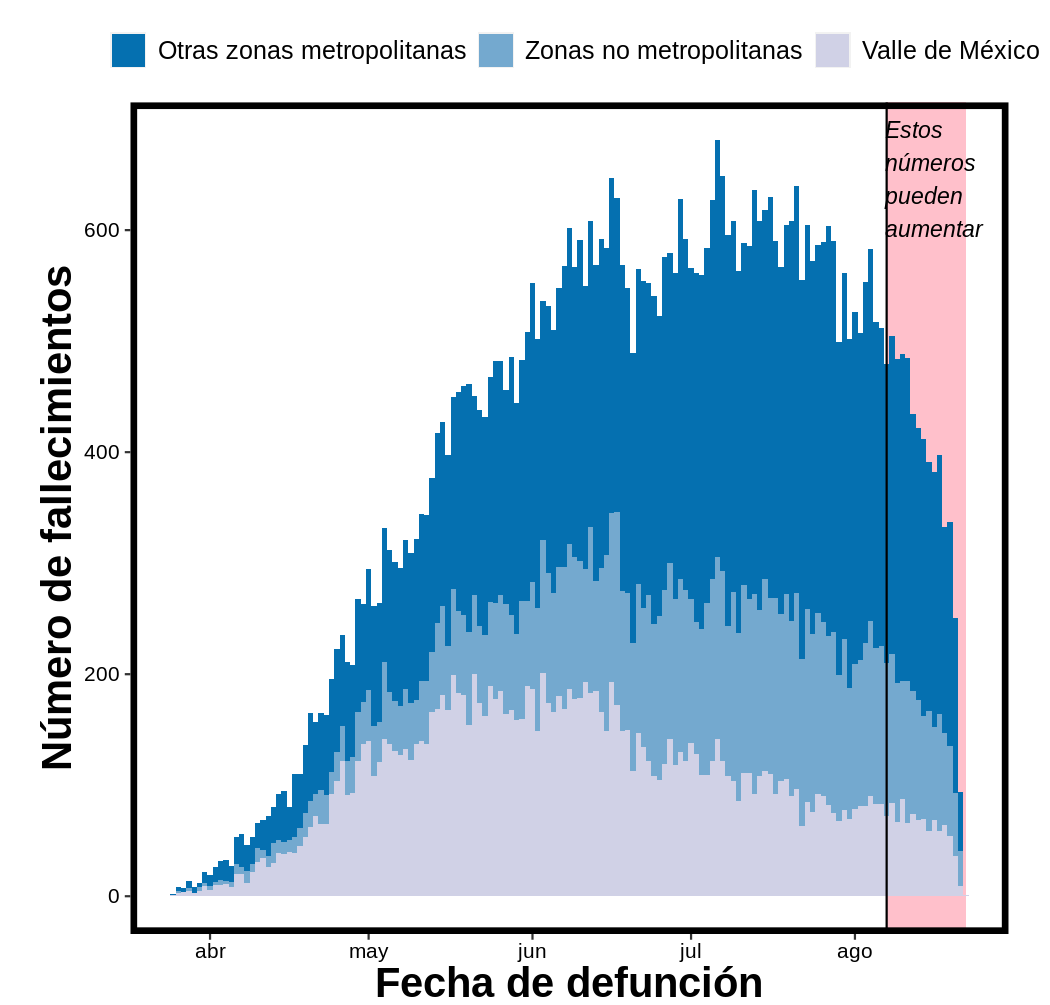 Otras zonas metropolitanas Zonas no metropolitanas Valle de México
Estos
números
pueden
aumentar
600
400
200
0
Número de fallecimientos
abr may jun jul ago
Fecha de defunción